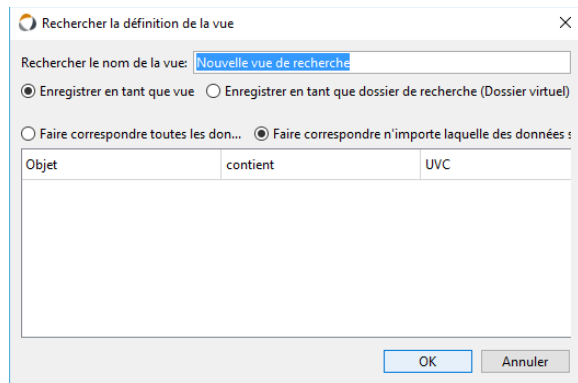 Rechercher la définition de la vue
Rechercher le nom de la vue: Nouvelle vue de recherche
Enregistrer en tant que vue Enregistrer en tant que dossier de recherche (Dossier virtuel)
Faire correspondre toutes les don... Faire correspondre n'importe laquelle des données s
Objet contient UVC
OK Annuler